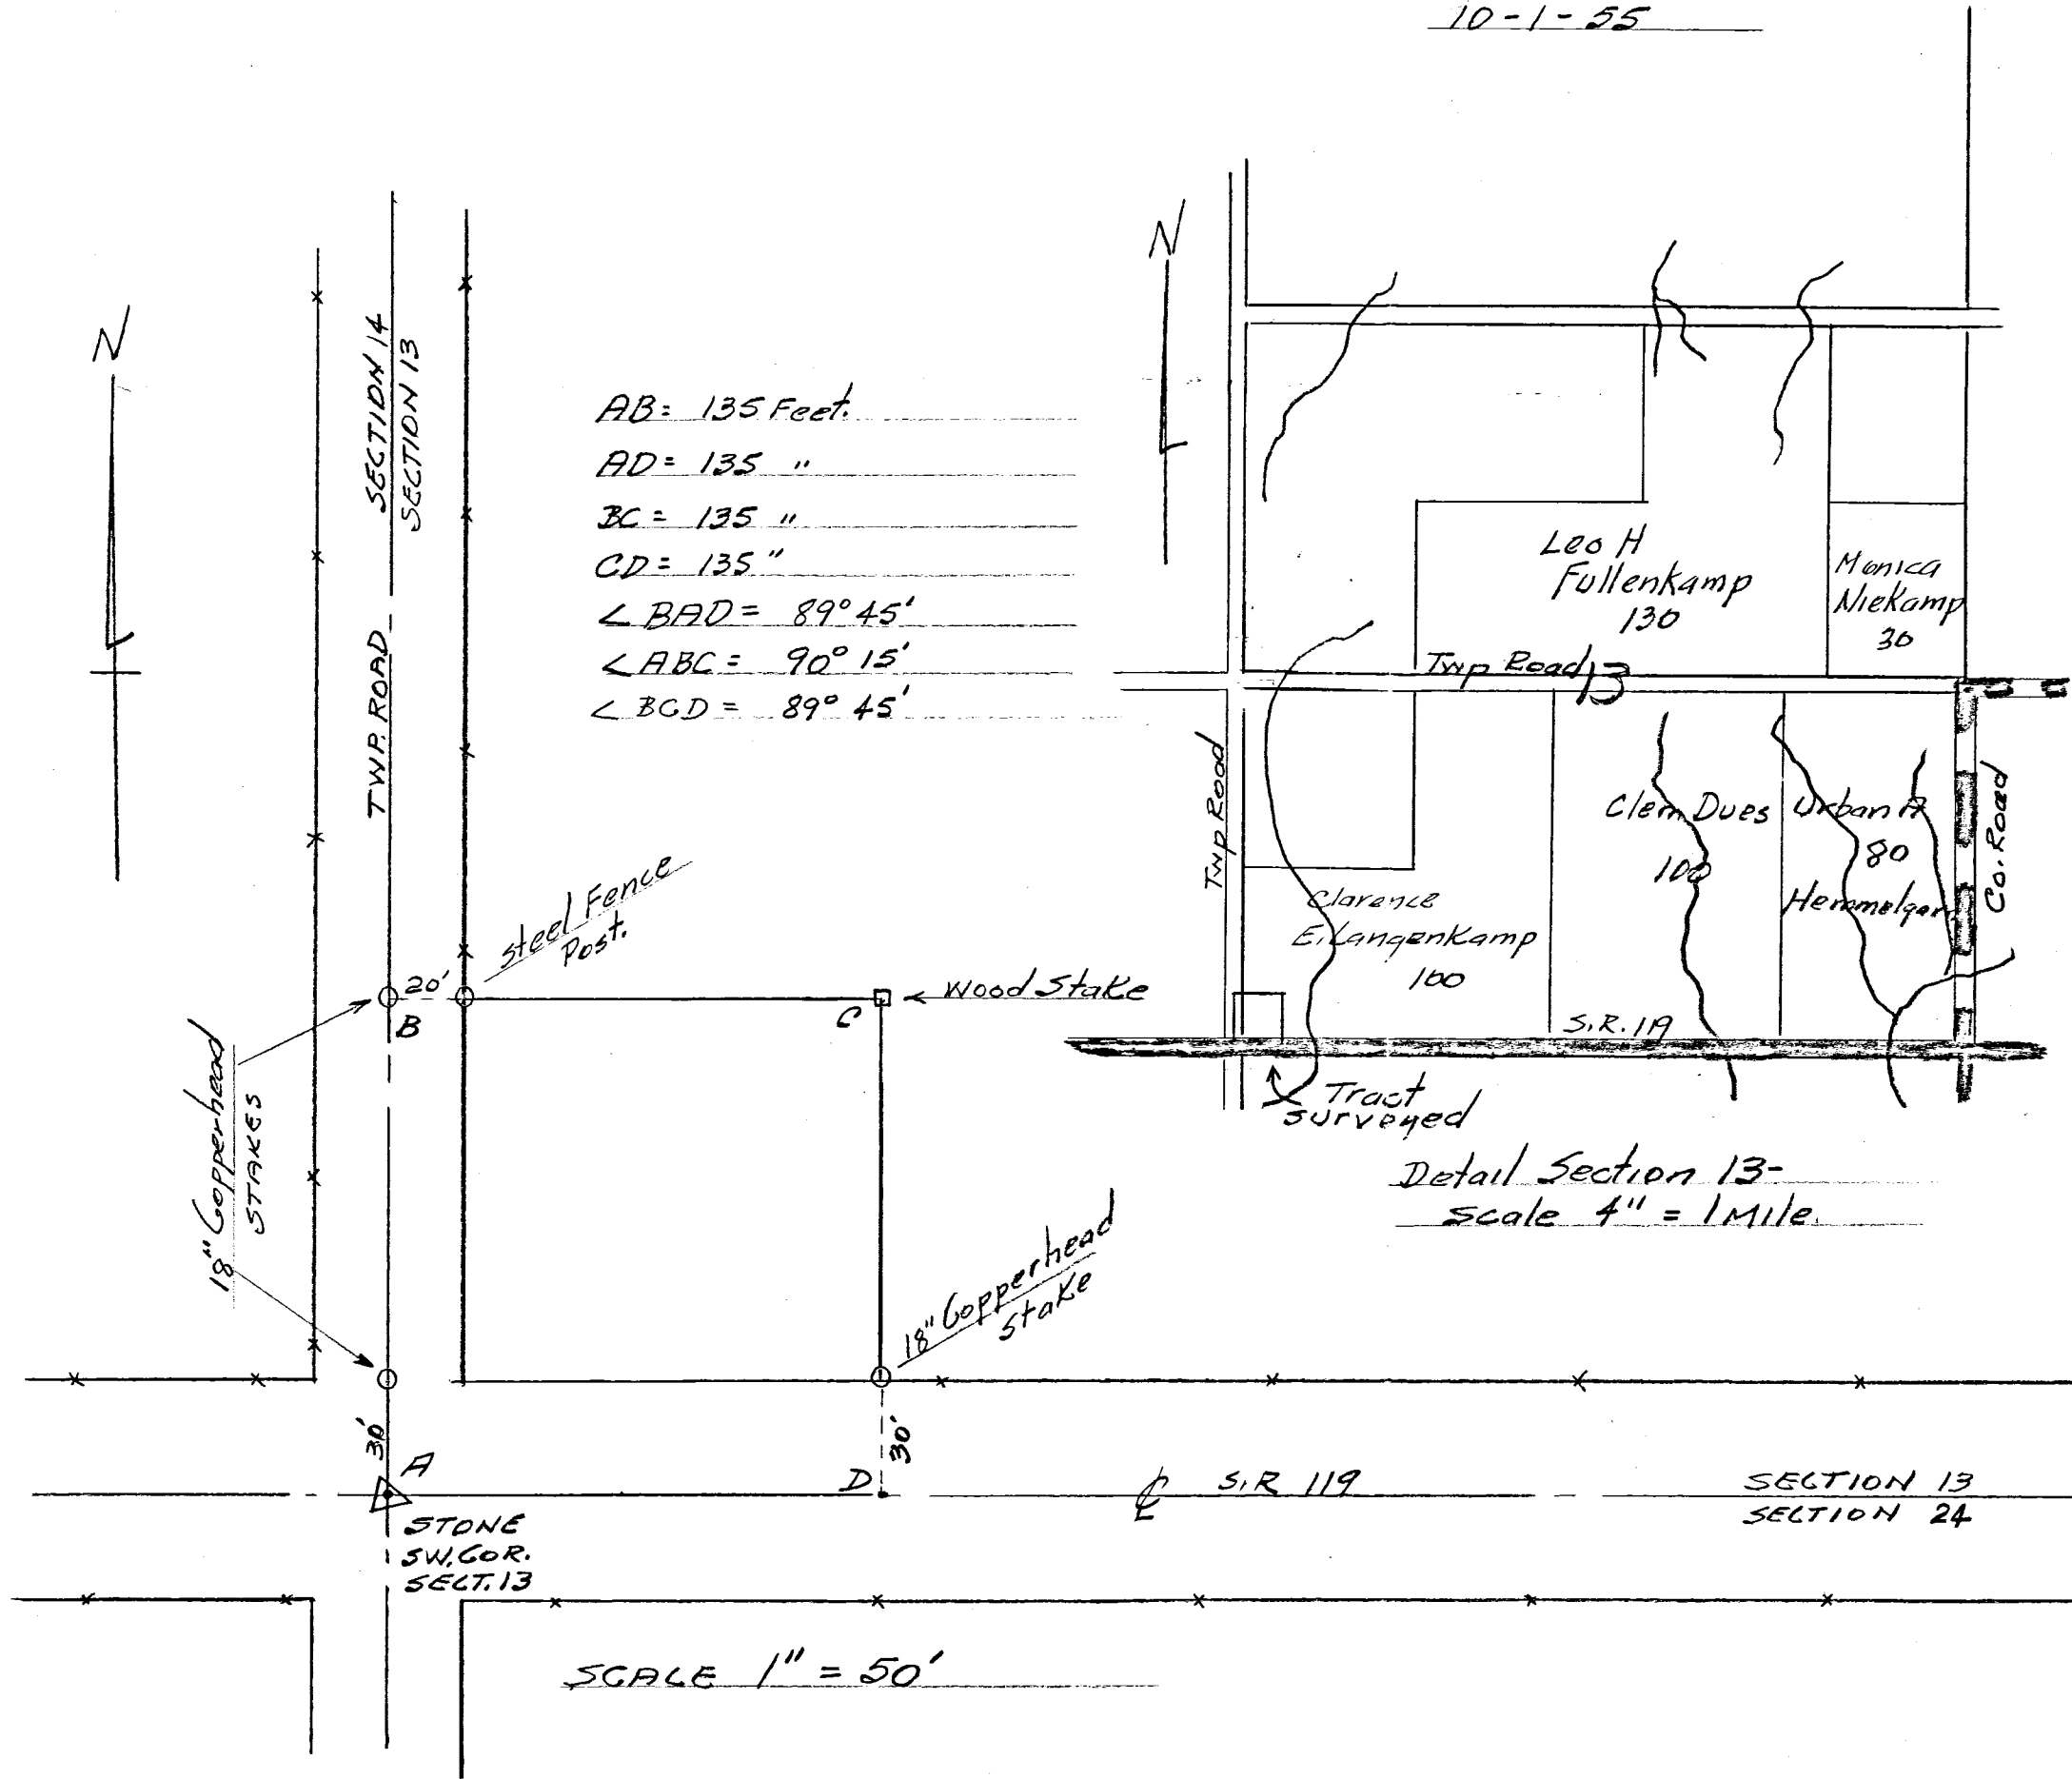 10-1-55
N
N
SECTION 14
SECTION 13
TWP. ROAD
AB= 135 Feet.
AD= 135 "
BC= 135 "
CD= 135 "
∠ BAD= 89° 45'
∠ ABC= 90° 15'
∠ BCD= 89° 45'
Leo H
Fullenkamp
130
Monica
Niekamp
30
Twp Road
13
Twp Road
Clem Dues
100
Urban A
80
Hemmelgarn
Co. Road
Clarence
E. Langenkamp
100
S.R. 119
Tract
surveyed
Detail Section 13-
scale 4" = 1 Mile.
steel Fence
Post.
20'
B
C
Wood Stake
18" Copperhead
STAKES
18" Copperhead
Stake
30'
A
D
30'
℄ S.R 119
SECTION 13
SECTION 24
STONE
SW. COR.
SECT. 13
SCALE 1" = 50'